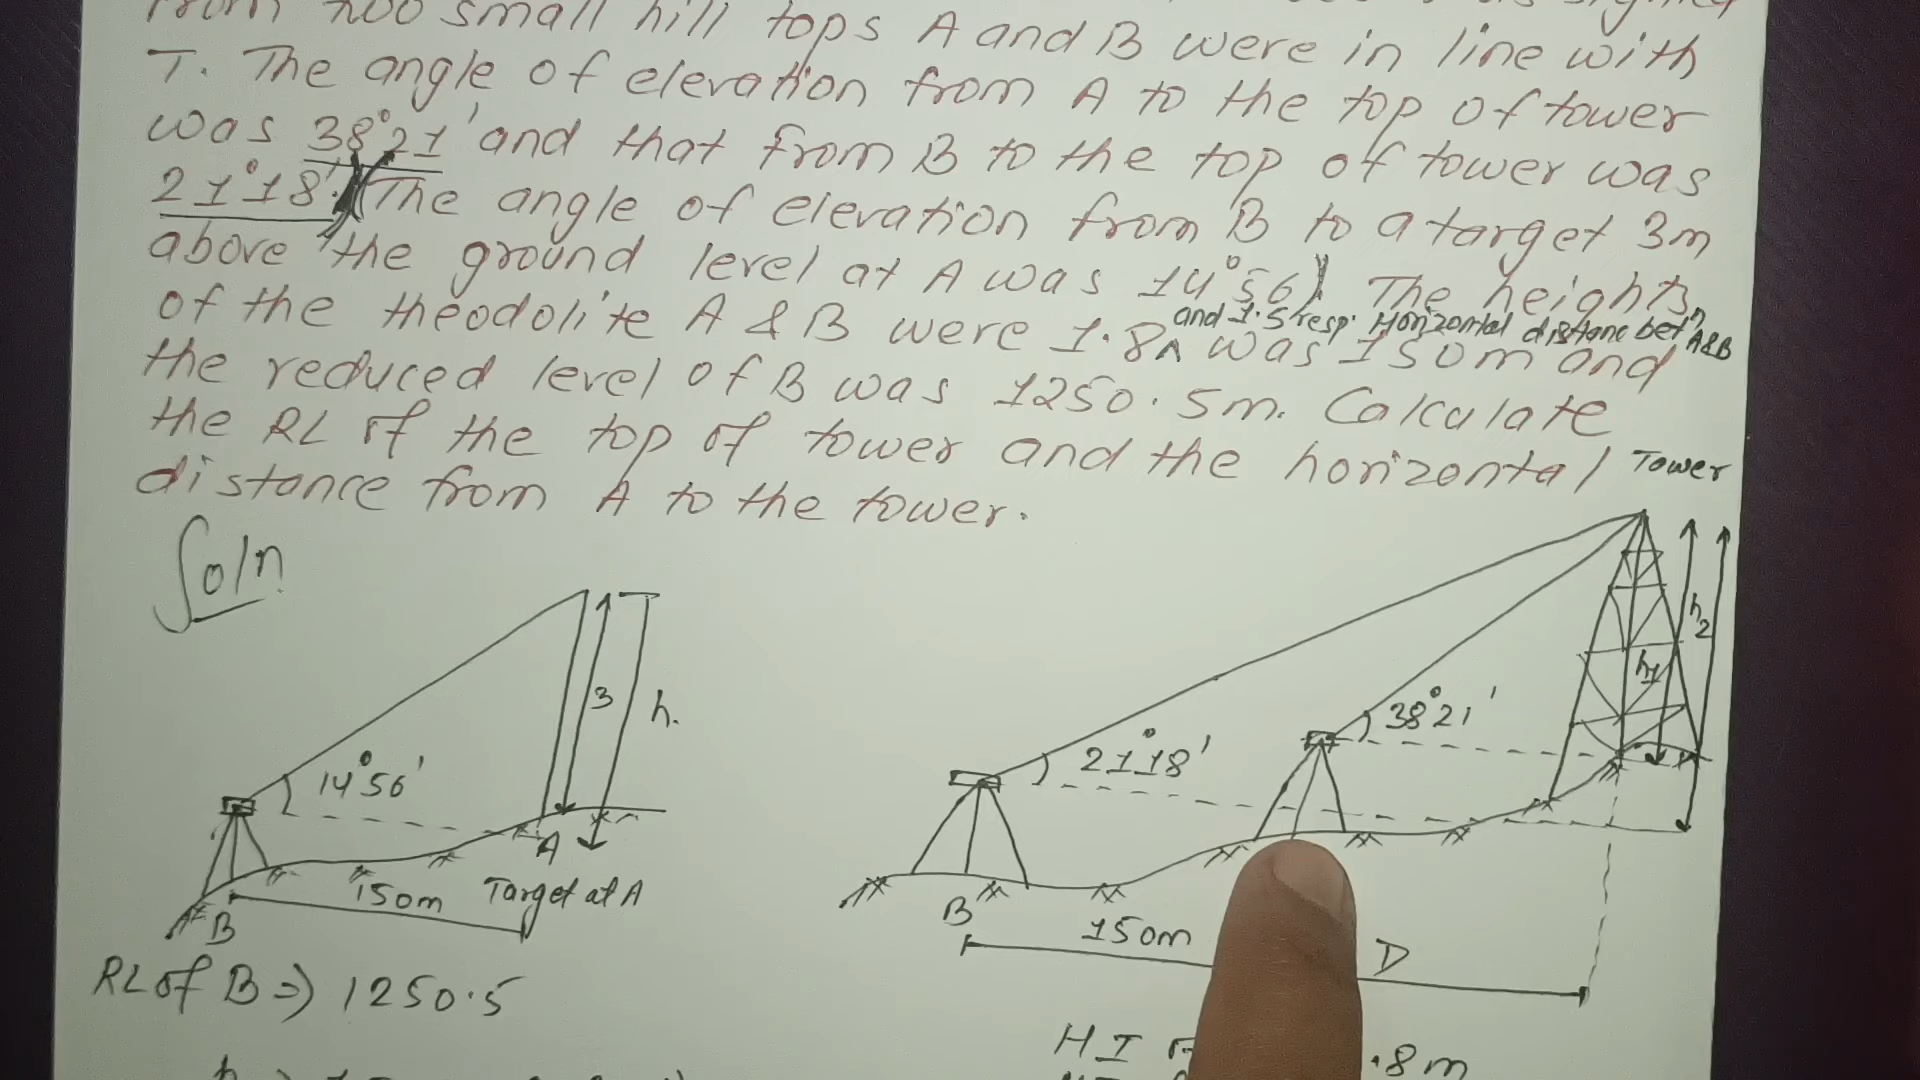 from two small hill tops A and B were in line with
T. The angle of elevation from A to the top of tower
was 38°21' and that from B to the top of tower was
21°18'. (The angle of elevation from B to a target 3m
above the ground level at A was 14°56') The heights
of the theodolite A & B were 1.8 and 1.5 resp. Horizontal distane betn A&B was 150m and
the reduced level of B was 1250.5m. Calculate
the RL of the top of tower and the horizontal
distance from A to the tower.
Tower
Soln
3
h.
14°56'
A
150m
Target at A
B
RL of B => 1250.5
h2
h1
38°21'
21°18'
B
150m
D
HI
.8m